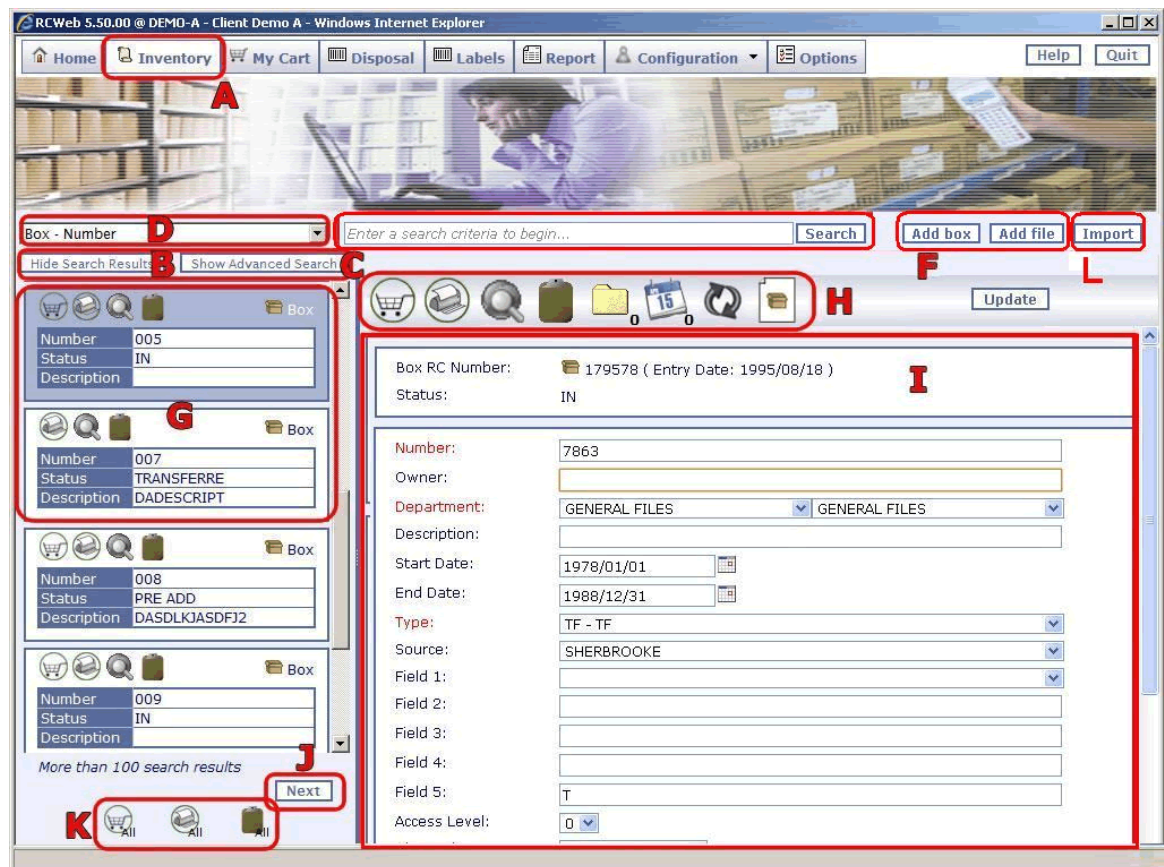 RCWeb 5.50.00 @ DEMO-A - Client Demo A - Windows Internet Explorer
Home Inventory My Cart Disposal Labels Report Configuration Options Help Quit
A
Box - Number D Enter a search criteria to begin... Search Add box Add file Import
Hide Search Results B Show Advanced Search C F L
15 0 0 H Update
Box
Number 005
Status IN
Description
G
Box
Number 007
Status TRANSFERRE
Description DADESCRIPT
Box
Number 008
Status PRE ADD
Description DASDLKJASDFJ2
Box
Number 009
Status IN
Description
More than 100 search results
J
Next
K All All All
Box RC Number: 179578 ( Entry Date: 1995/08/18 )
I
Status: IN
Number: 7863
Owner:
Department: GENERAL FILES GENERAL FILES
Description:
Start Date: 1978/01/01
End Date: 1988/12/31
Type: TF - TF
Source: SHERBROOKE
Field 1:
Field 2:
Field 3:
Field 4:
Field 5: T
Access Level: 0